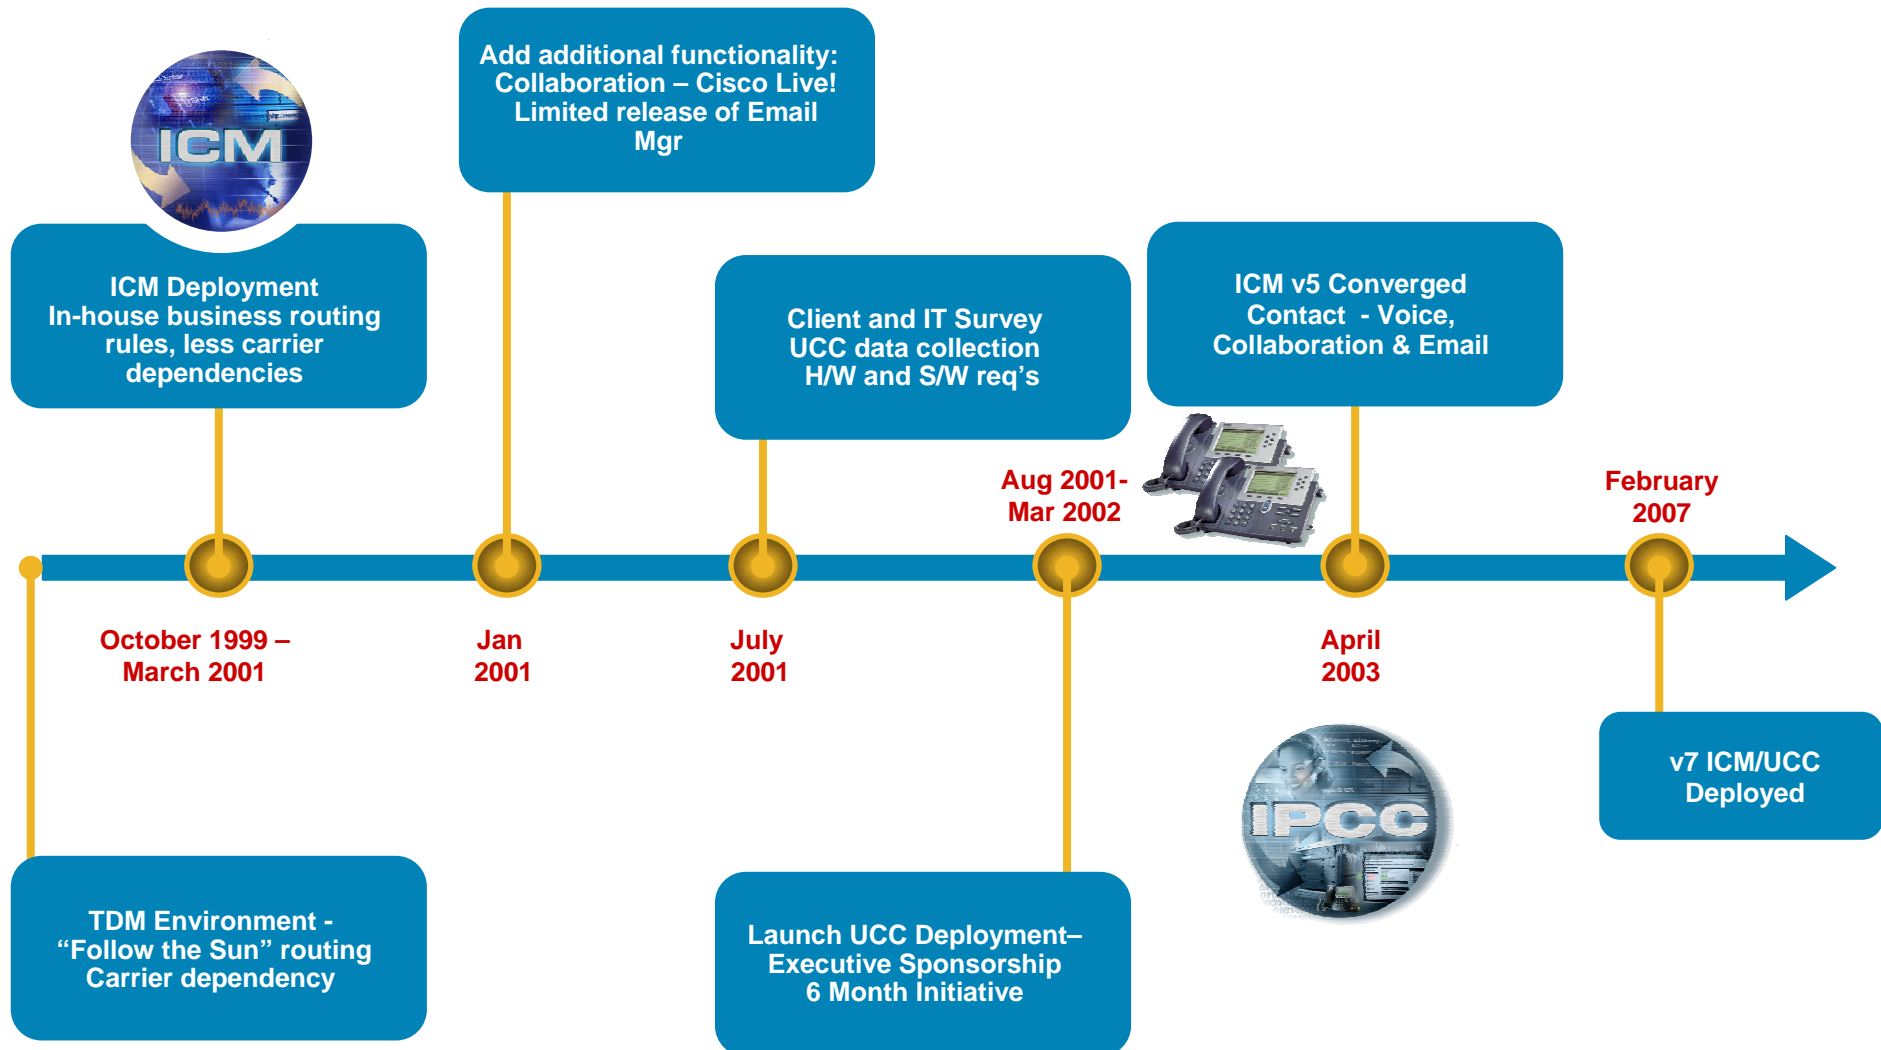 Add additional functionality:
Collaboration – Cisco Live!
Limited release of Email
Mgr
ICM
ICM Deployment
In-house business routing
rules, less carrier
dependencies
Client and IT Survey
UCC data collection
H/W and S/W req's
ICM v5 Converged
Contact - Voice,
Collaboration & Email
Aug 2001-
Mar 2002
February
2007
October 1999 –
March 2001
Jan
2001
July
2001
April
2003
IPCC
v7 ICM/UCC
Deployed
TDM Environment -
“Follow the Sun” routing
Carrier dependency
Launch UCC Deployment–
Executive Sponsorship
6 Month Initiative